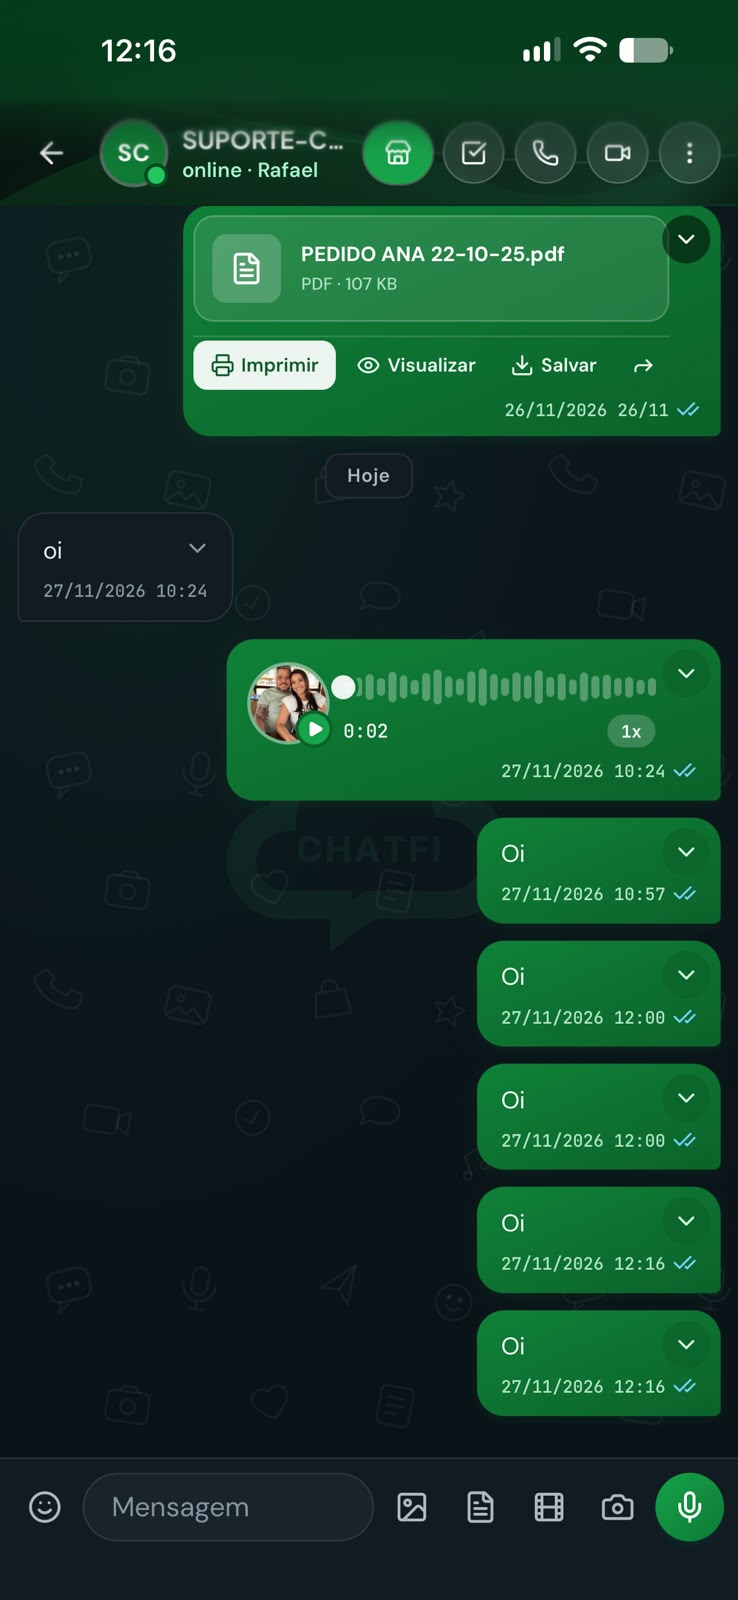 12:16
SC
SUPORTE-C...
online · Rafael
PEDIDO ANA 22-10-25.pdf
PDF · 107 KB
Imprimir
Visualizar
Salvar
26/11/2026 26/11
Hoje
oi
27/11/2026 10:24
0:02
1x
27/11/2026 10:24
CHATFI
Oi
27/11/2026 10:57
Oi
27/11/2026 12:00
Oi
27/11/2026 12:00
Oi
27/11/2026 12:16
Oi
27/11/2026 12:16
Mensagem